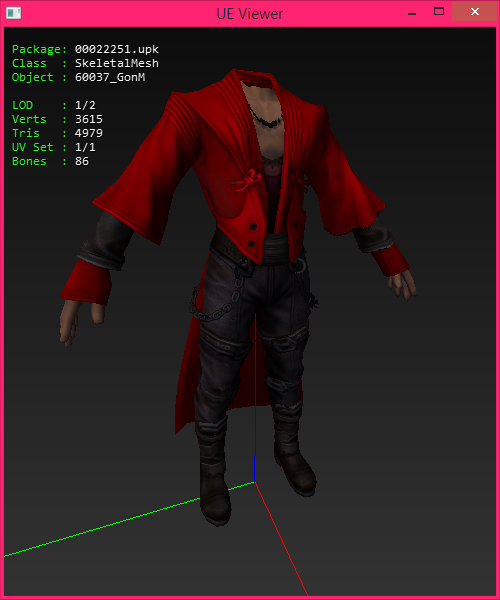 UE Viewer
Package: 00022251.upk
Class  : SkeletalMesh
Object : 60037_GonM
LOD    : 1/2
Verts  : 3615
Tris   : 4979
UV Set : 1/1
Bones  : 86